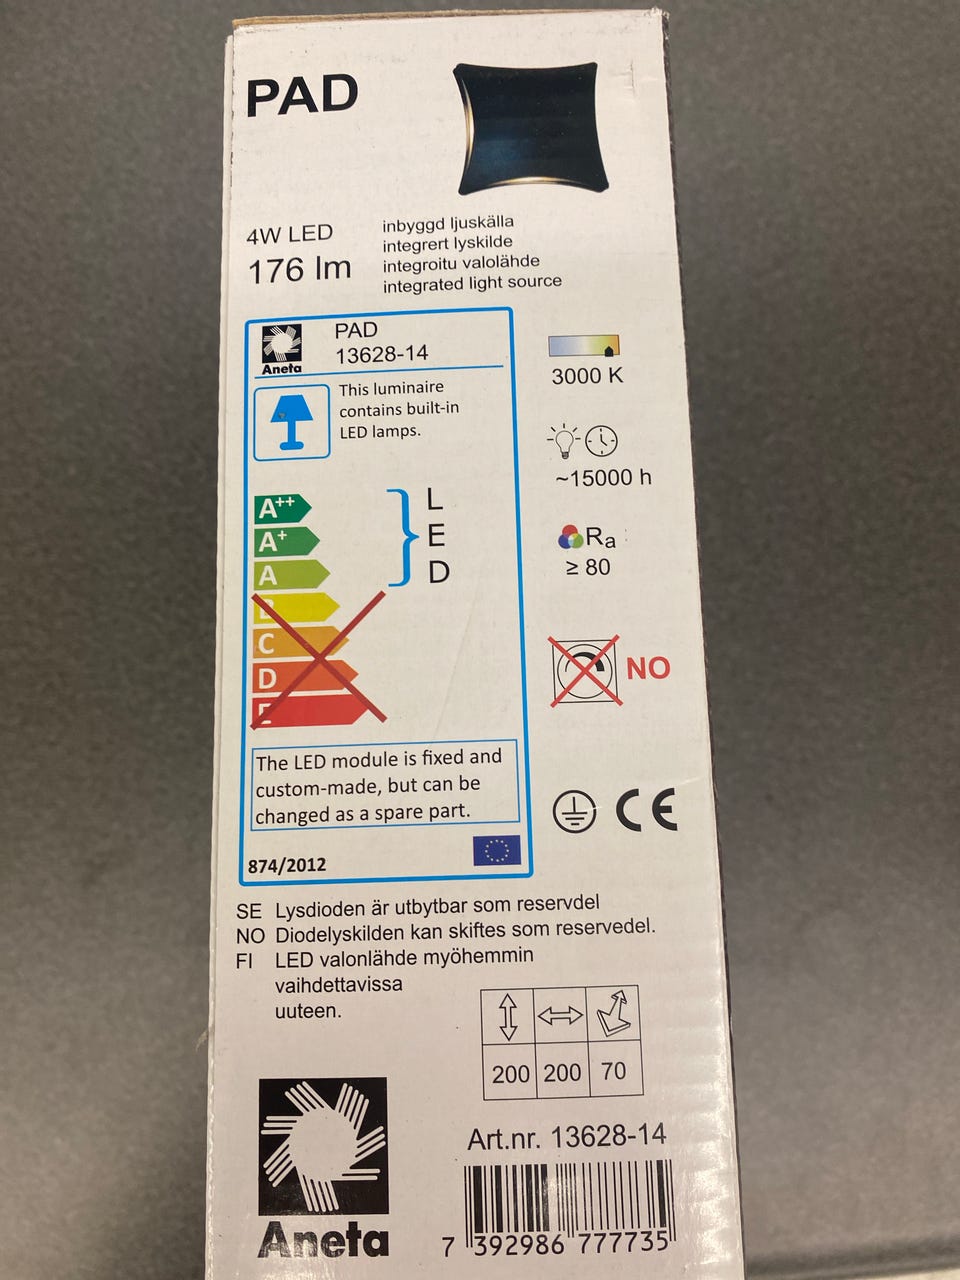 PAD
4W LED
176 lm
inbyggd ljuskälla
integrert lyskilde
integroitu valolähde
integrated light source
Aneta
PAD
13628-14
This luminaire
contains built-in
LED lamps.
A++
A+
A
B
C
D
E
L
E
D
The LED module is fixed and
custom-made, but can be
changed as a spare part.
874/2012
3000 K
~15000 h
Ra
≥ 80
NO
CE
SE Lysdioden är utbytbar som reservdel
NO Diodelyskilden kan skiftes som reservedel.
FI LED valonlähde myöhemmin
vaihdettavissa
uuteen.
200 200 70
Art.nr. 13628-14
Aneta
7 392986 777735